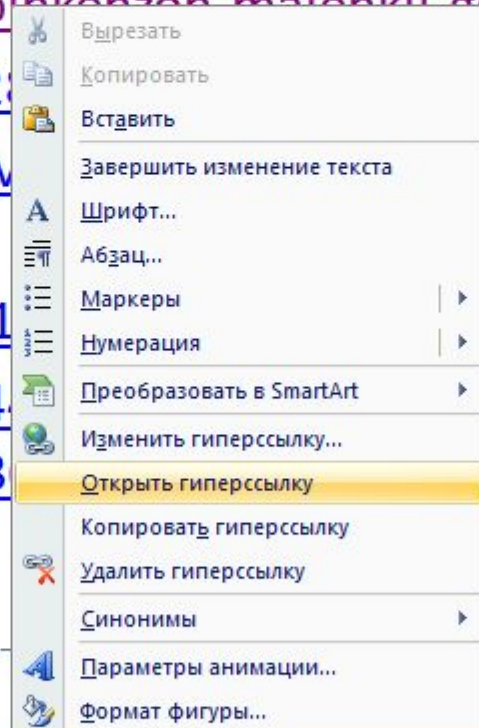 Вырезать
Копировать
Вставить
Завершить изменение текста
Шрифт...
Абзац...
Маркеры
Нумерация
Преобразовать в SmartArt
Изменить гиперссылку...
Открыть гиперссылку
Копировать гиперссылку
Удалить гиперссылку
Синонимы
Параметры анимации...
Формат фигуры...